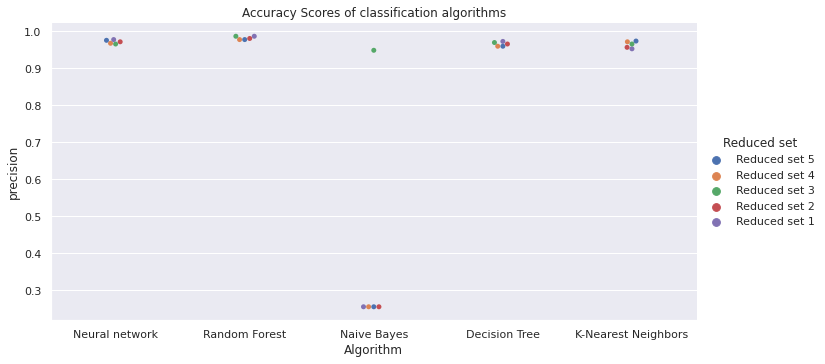 Accuracy Scores of classification algorithms
1.0
0.9
0.8
0.7
0.6
0.5
0.4
0.3
precision
Neural network
Random Forest
Naive Bayes
Decision Tree
K-Nearest Neighbors
Algorithm
Reduced set
Reduced set 5
Reduced set 4
Reduced set 3
Reduced set 2
Reduced set 1